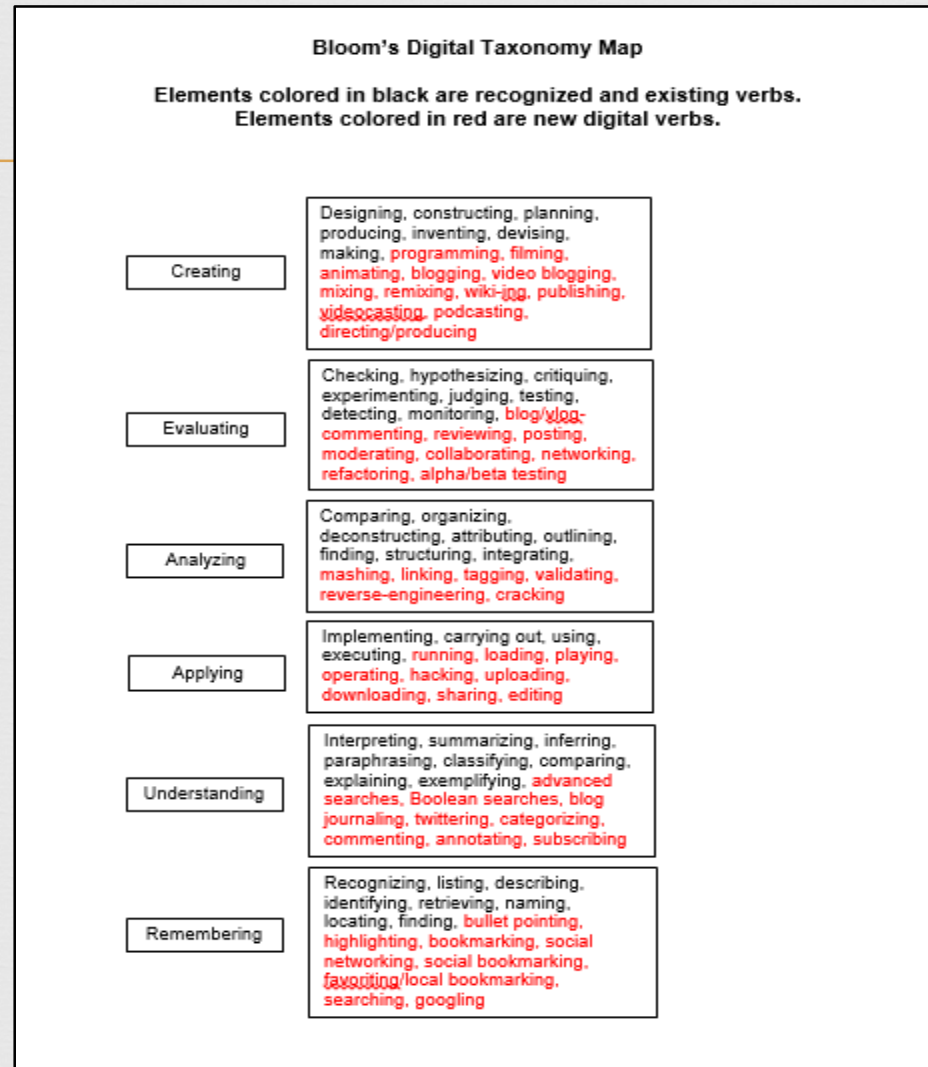 Bloom's Digital Taxonomy Map
Elements colored in black are recognized and existing verbs.
Elements colored in red are new digital verbs.
Creating
Designing, constructing, planning,
producing, inventing, devising,
making, programming, filming,
animating, blogging, video blogging,
mixing, remixing, wiki-ing, publishing,
videocasting, podcasting,
directing/producing
Evaluating
Checking, hypothesizing, critiquing,
experimenting, judging, testing,
detecting, monitoring, blog/vlog-
commenting, reviewing, posting,
moderating, collaborating, networking,
refactoring, alpha/beta testing
Analyzing
Comparing, organizing,
deconstructing, attributing, outlining,
finding, structuring, integrating,
mashing, linking, tagging, validating,
reverse-engineering, cracking
Applying
Implementing, carrying out, using,
executing, running, loading, playing,
operating, hacking, uploading,
downloading, sharing, editing
Understanding
Interpreting, summarizing, inferring,
paraphrasing, classifying, comparing,
explaining, exemplifying, advanced
searches, Boolean searches, blog
journaling, twittering, categorizing,
commenting, annotating, subscribing
Remembering
Recognizing, listing, describing,
identifying, retrieving, naming,
locating, finding, bullet pointing,
highlighting, bookmarking, social
networking, social bookmarking,
favoriting/local bookmarking,
searching, googling